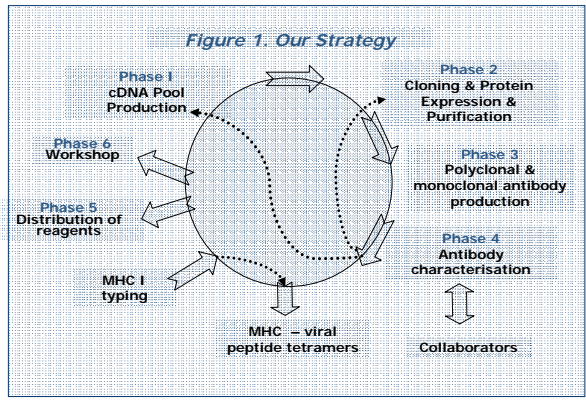 Figure 1. Our Strategy
Phase I
cDNA Pool
Production
Phase 2
Cloning & Protein
Expression &
Purification
Phase 3
Polyclonal &
monoclonal antibody
production
Phase 4
Antibody
characterisation
Collaborators
MHC – viral
peptide tetramers
MHC I
typing
Phase 5
Distribution of
reagents
Phase 6
Workshop